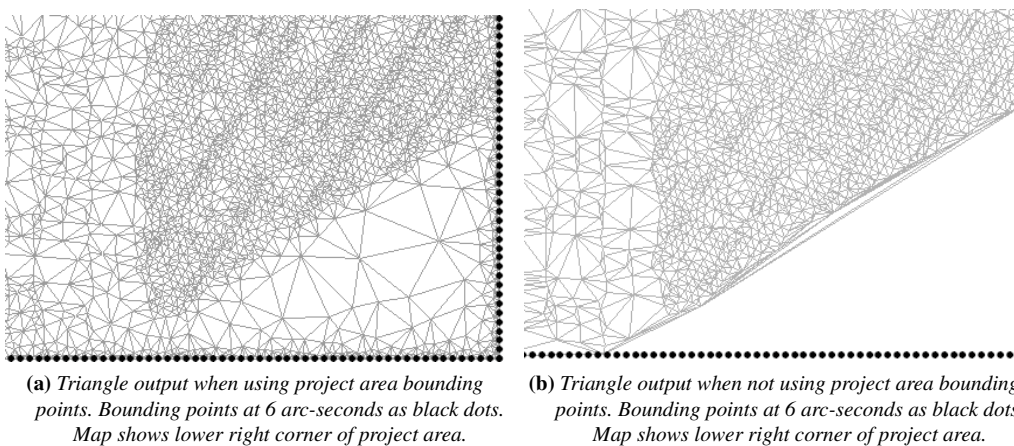 (a) Triangle output when using project area bounding
points. Bounding points at 6 arc-seconds as black dots.
Map shows lower right corner of project area.
(b) Triangle output when not using project area bounding
points. Bounding points at 6 arc-seconds as black dots
Map shows lower right corner of project area.